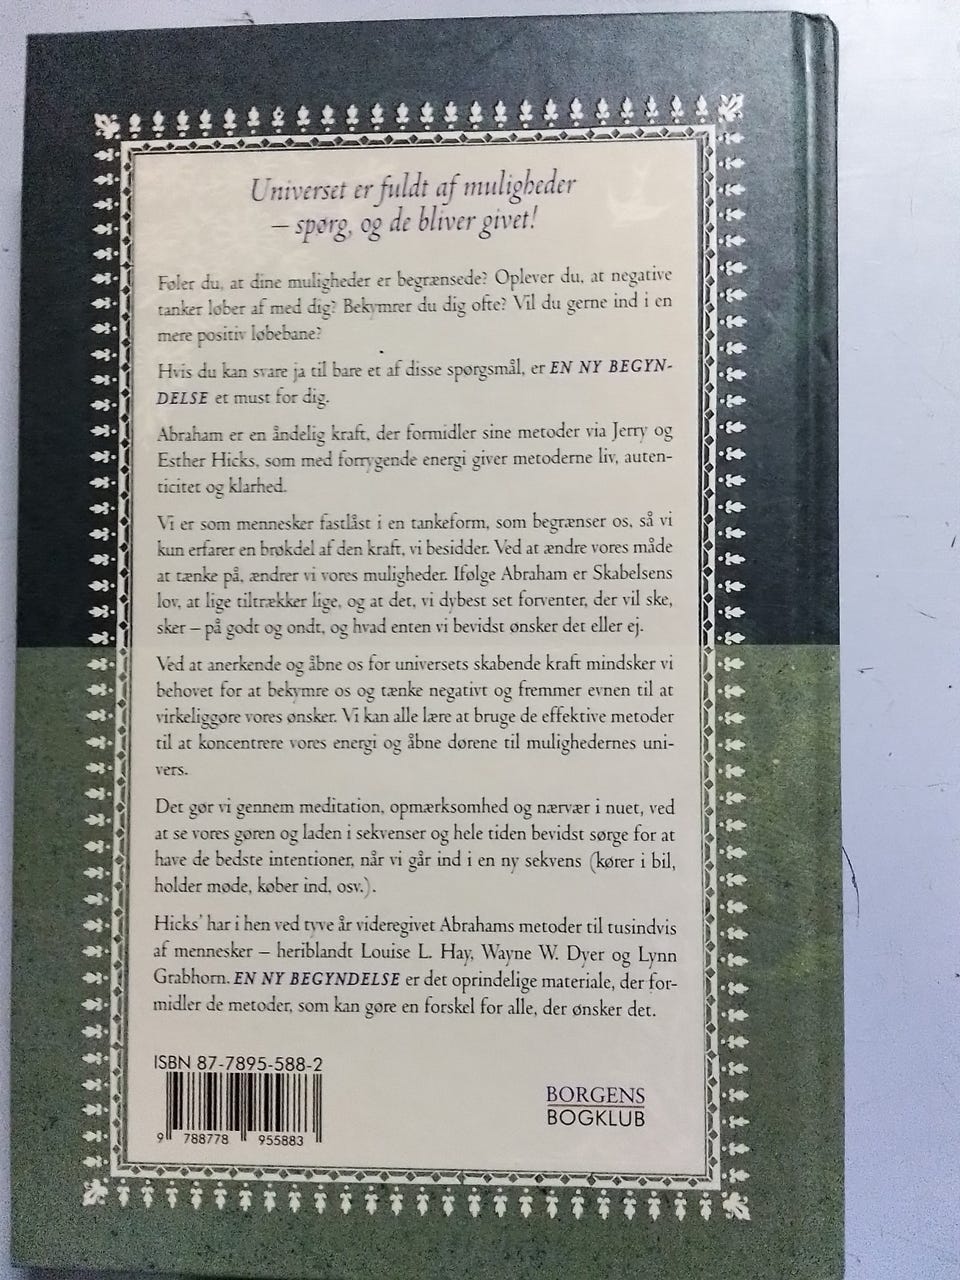 Universet er fuldt af muligheder
– spørg, og de bliver givet!
Føler du, at dine muligheder er begrænsede? Oplever du, at negative
tanker løber af med dig? Bekymrer du dig ofte? Vil du gerne ind i en
mere positiv løbebane?
Hvis du kan svare ja til bare et af disse spørgsmål, er EN NY BEGYN-
DELSE et must for dig.
Abraham er en åndelig kraft, der formidler sine metoder via Jerry og
Esther Hicks, som med forrygende energi giver metoderne liv, auten-
ticitet og klarhed.
Vi er som mennesker fastlåst i en tankeform, som begrænser os, så vi
kun erfarer en brøkdel af den kraft, vi besidder. Ved at ændre vores måde
at tænke på, ændrer vi vores muligheder. Ifølge Abraham er Skabelsens
lov, at lige tiltrækker lige, og at det, vi dybest set forventer, der vil ske,
sker – på godt og ondt, og hvad enten vi bevidst ønsker det eller ej.
Ved at anerkende og åbne os for universets skabende kraft mindsker vi
behovet for at bekymre os og tænke negativt og fremmer evnen til at
virkeliggøre vores ønsker. Vi kan alle lære at bruge de effektive metoder
til at koncentrere vores energi og åbne dørene til mulighedernes uni-
vers.
Det gør vi gennem meditation, opmærksomhed og nærvær i nuet, ved
at se vores gøren og laden i sekvenser og hele tiden bevidst sørge for at
have de bedste intentioner, når vi går ind i en ny sekvens (kører i bil,
holder møde, køber ind, osv.).
Hicks' har i hen ved tyve år videregivet Abrahams metoder til tusindvis
af mennesker – heriblandt Louise L. Hay, Wayne W. Dyer og Lynn
Grabhorn. EN NY BEGYNDELSE er det oprindelige materiale, der for-
midler de metoder, som kan gøre en forskel for alle, der ønsker det.
ISBN 87-7895-588-2
9 788778 955883
BORGENS
BOGKLUB